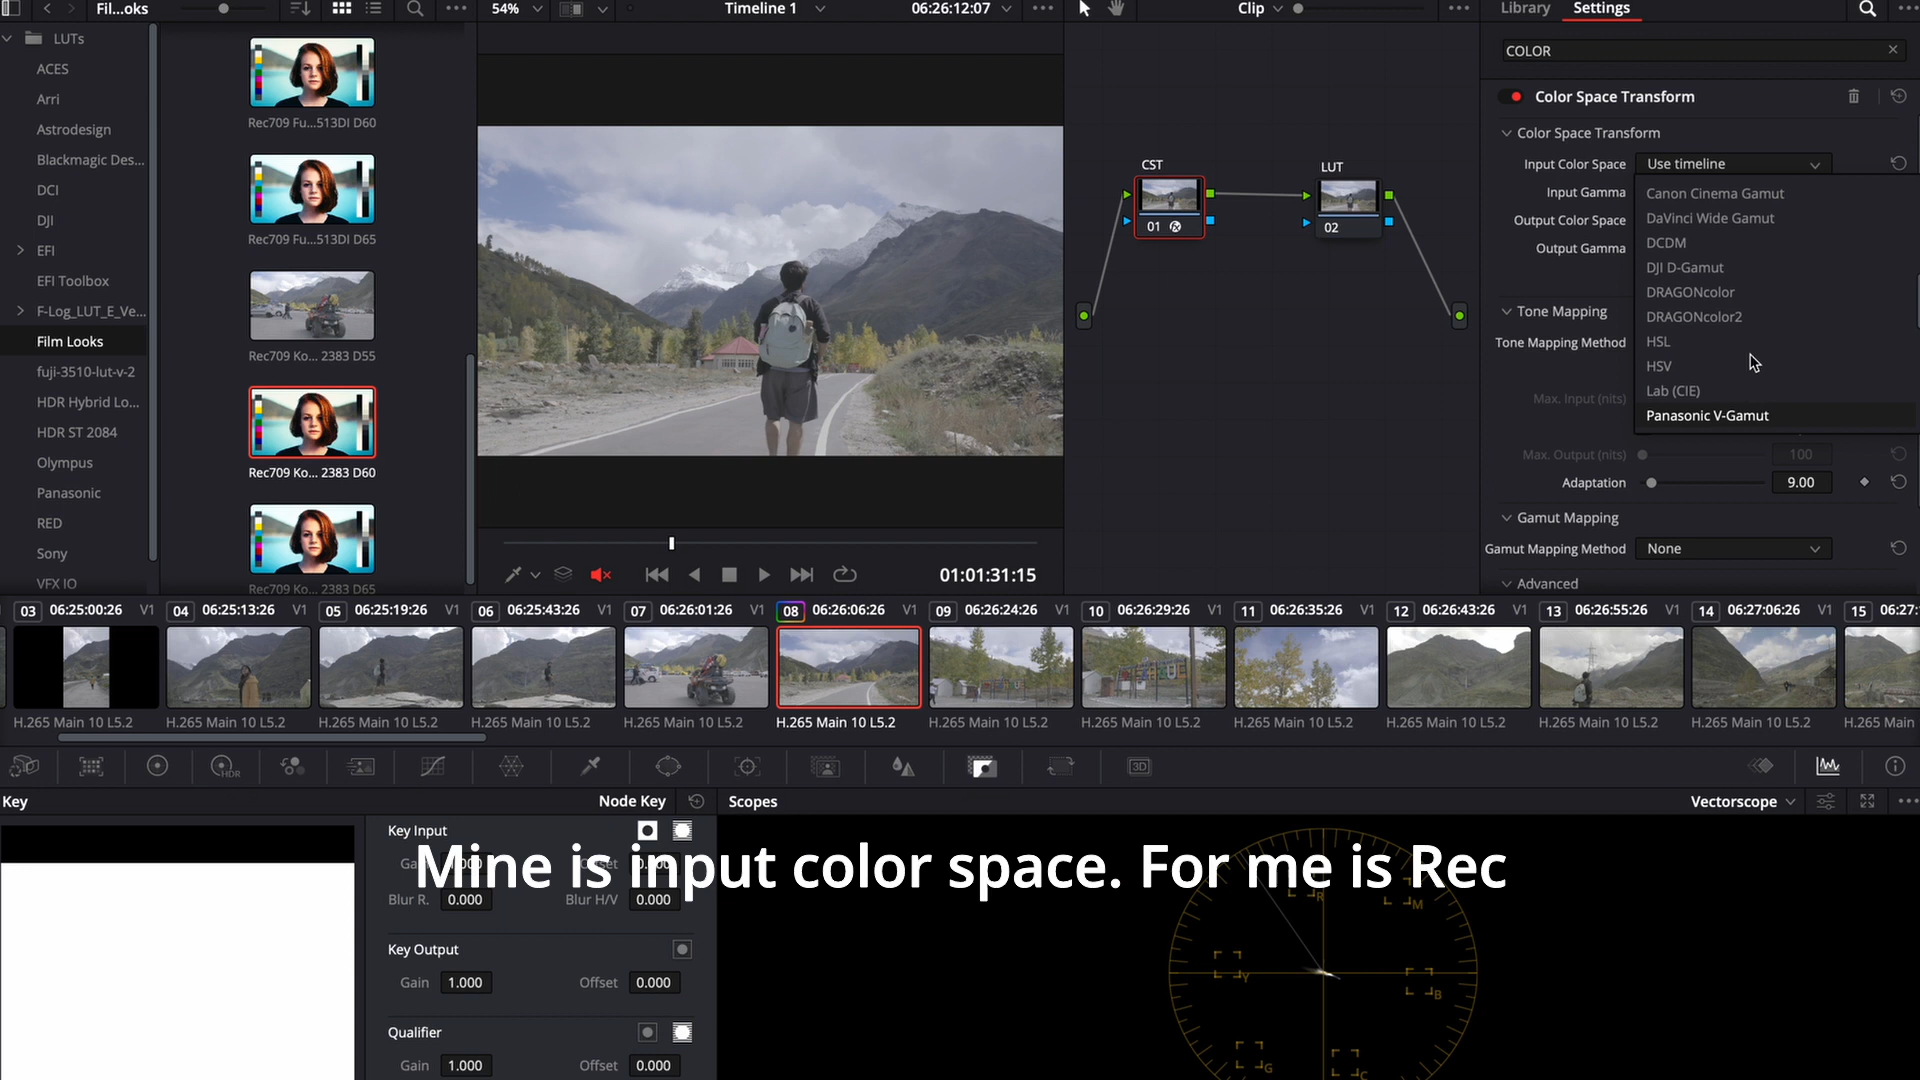 Fil...oks
54%
Timeline 1
06:26:12:07
Clip
Library
Settings
LUTs
ACES
Arri
Astrodesign
Blackmagic Des...
DCI
DJI
EFI
EFI Toolbox
F-Log_LUT_E_Ve...
Film Looks
fuji-3510-lut-v-2
HDR Hybrid Lo...
HDR ST 2084
Olympus
Panasonic
RED
Sony
VFX IO
Rec709 Fu...513DI D60
Rec709 Fu...513DI D65
Rec709 Ko... 2383 D55
Rec709 Ko... 2383 D60
Rec709 Ko... 2383 D65
01:01:31:15
CST
01
LUT
02
COLOR
Color Space Transform
Color Space Transform
Input Color Space
Use timeline
Input Gamma
Output Color Space
Output Gamma
Canon Cinema Gamut
DaVinci Wide Gamut
DCDM
DJI D-Gamut
DRAGONcolor
DRAGONcolor2
HSL
HSV
Lab (CIE)
Panasonic V-Gamut
Tone Mapping
Tone Mapping Method
Max. Input (nits)
Max. Output (nits)
100
Adaptation
9.00
Gamut Mapping
Gamut Mapping Method
None
Advanced
03 06:25:00:26 V1
04 06:25:13:26 V1
05 06:25:19:26 V1
06 06:25:43:26 V1
07 06:26:01:26 V1
08 06:26:06:26 V1
09 06:26:24:26 V1
10 06:26:29:26 V1
11 06:26:35:26 V1
12 06:26:43:26 V1
13 06:26:55:26 V1
14 06:27:06:26 V1
15 06:27:
H.265 Main 10 L5.2
H.265 Main 10 L5.2
H.265 Main 10 L5.2
H.265 Main 10 L5.2
H.265 Main 10 L5.2
H.265 Main 10 L5.2
H.265 Main 10 L5.2
H.265 Main 10 L5.2
H.265 Main 10 L5.2
H.265 Main 10 L5.2
H.265 Main 10 L5.2
H.265 Main 10 L5.2
H.265 Main
HDR
3D
Key
Node Key
Scopes
Vectorscope
Key Input
Mine is input color space. For me is Rec
Blur R. 0.000 Blur H/V 0.000
Key Output
Gain 1.000 Offset 0.000
Qualifier
Gain 1.000 Offset 0.000
R
M
Y
B
G
C